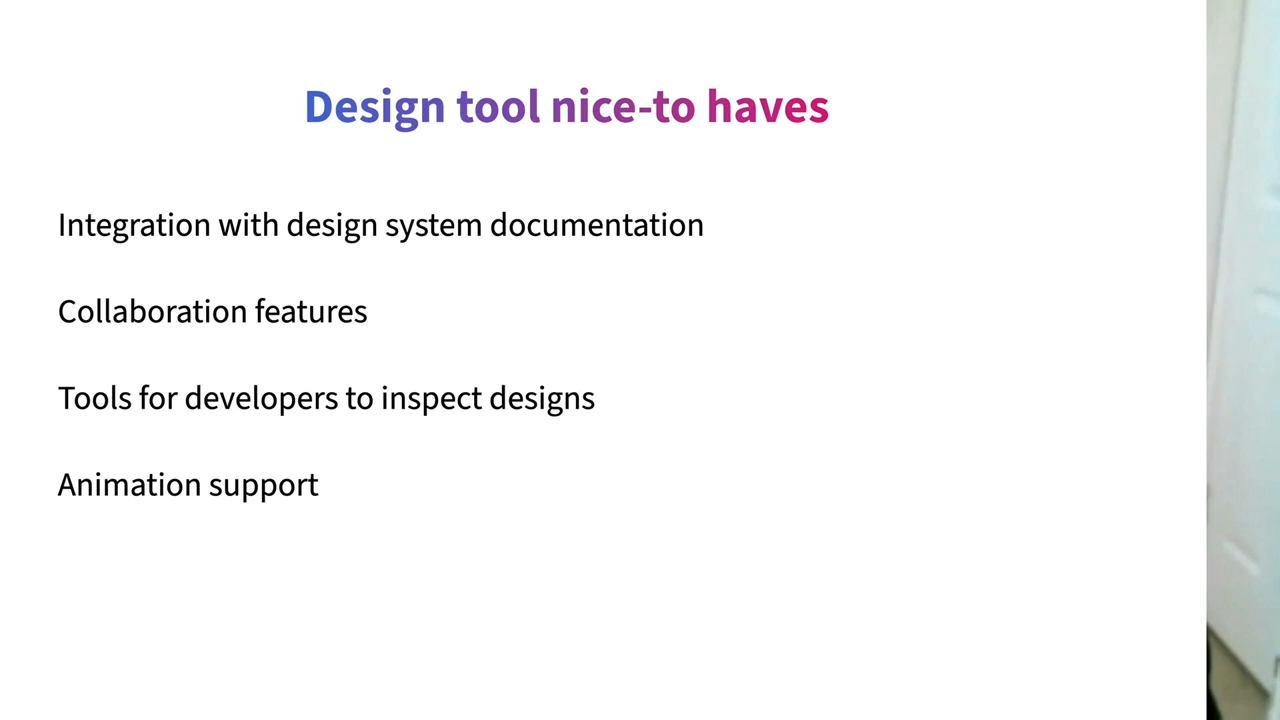 Design tool nice-to haves
Integration with design system documentation
Collaboration features
Tools for developers to inspect designs
Animation support